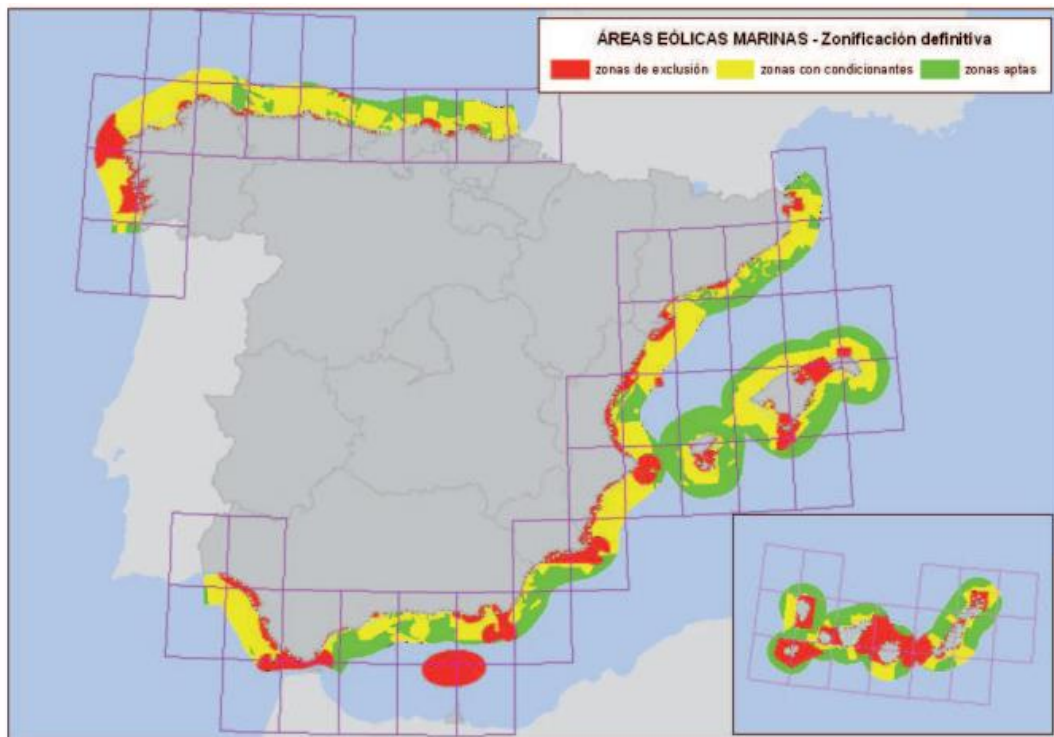 ÁREAS EÓLICAS MARINAS - Zonificación definitiva
zonas de exclusión zonas con condicionantes zonas aptas